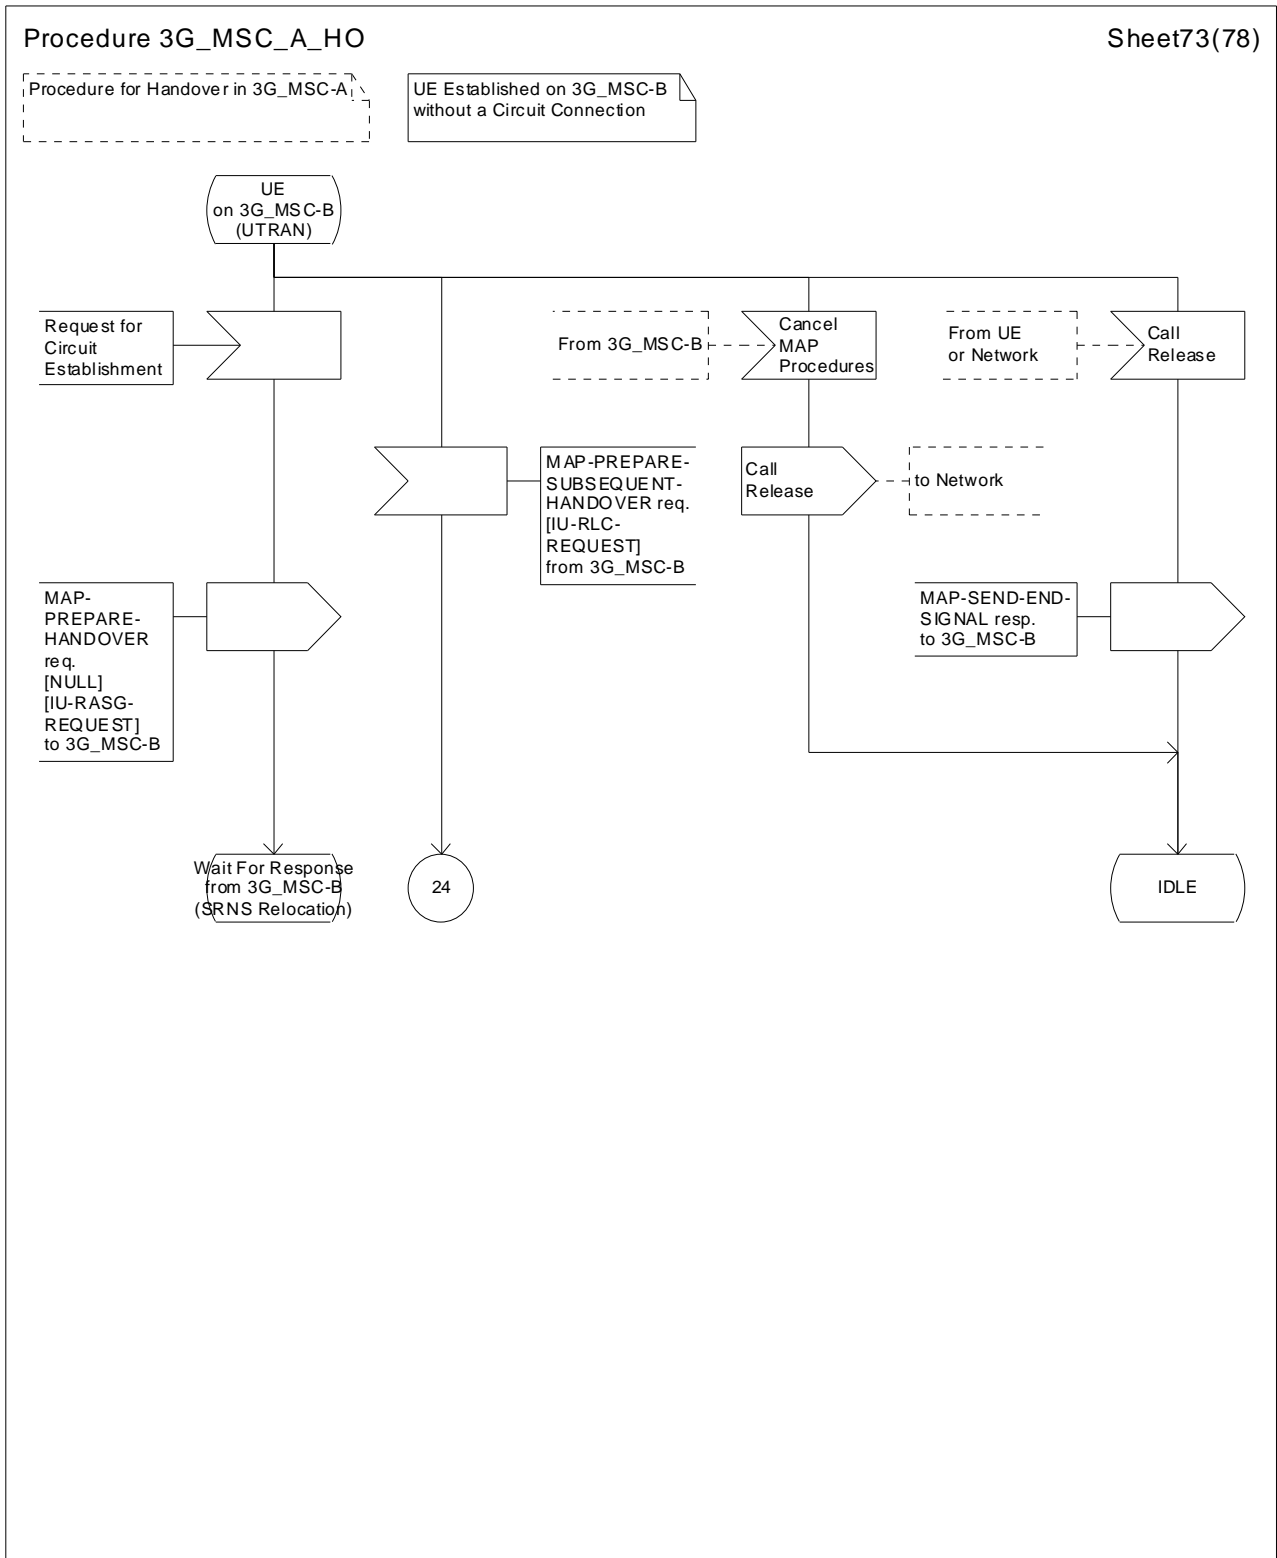 Procedure 3G_MSC_A_HO
Sheet73(78)
Procedure for Handover in 3G_MSC-A
UE Established on 3G_MSC-B
without a Circuit Connection
UE
on 3G_MSC-B
(UTRAN)
Request for
Circuit
Establishment
From 3G_MSC-B
Cancel
MAP
Procedures
From UE
or Network
Call
Release
MAP-PREPARE-
SUBSEQUENT-
HANDOVER req.
[IU-RLC-
REQUEST]
from 3G_MSC-B
Call
Release
to Network
MAP-
PREPARE-
HANDOVER
req.
[NULL]
[IU-RASG-
REQUEST]
to 3G_MSC-B
MAP-SEND-END-
SIGNAL resp.
to 3G_MSC-B
Wait For Response
from 3G_MSC-B
(SRNS Relocation)
24
IDLE